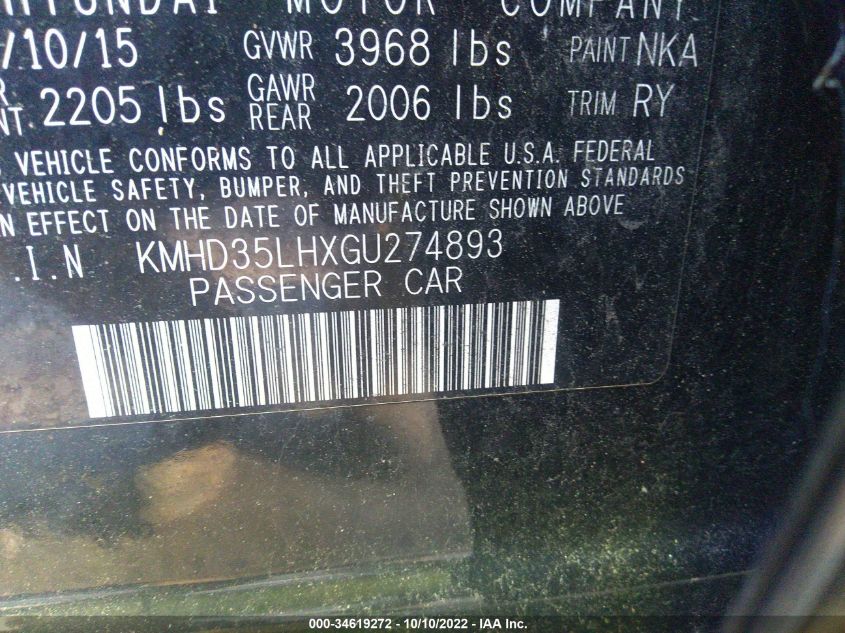 HYUNDAI MOTOR COMPANY
/10/15 GVWR 3968 lbs PAINT NKA
2205 lbs GAWR REAR 2006 lbs TRIM RY
VEHICLE CONFORMS TO ALL APPLICABLE U.S.A. FEDERAL
VEHICLE SAFETY, BUMPER, AND THEFT PREVENTION STANDARDS
N EFFECT ON THE DATE OF MANUFACTURE SHOWN ABOVE
.I.N KMHD35LHXGU274893
PASSENGER CAR
000-34619272 - 10/10/2022 - IAA Inc.